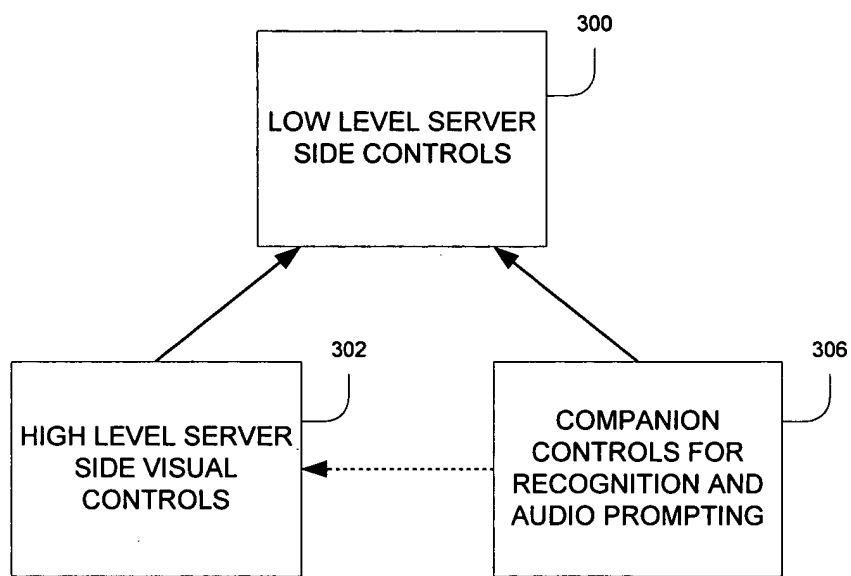 300
LOW LEVEL SERVER
SIDE CONTROLS
302
306
HIGH LEVEL SERVER
SIDE VISUAL
CONTROLS
COMPANION
CONTROLS FOR
RECOGNITION AND
AUDIO PROMPTING